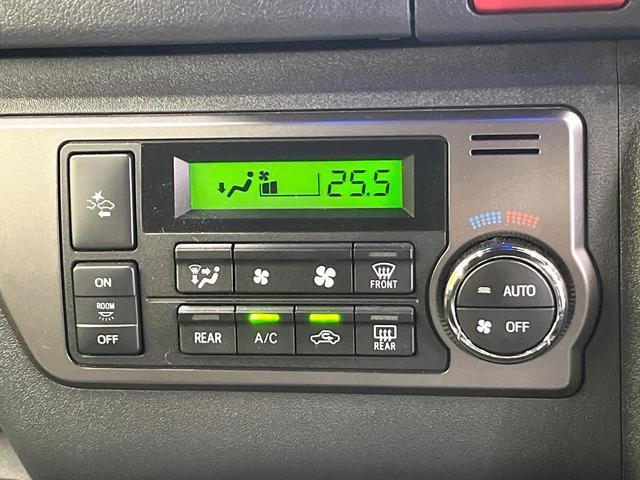 25.5
ON
ROOM
OFF
FRONT
REAR
A/C
REAR
AUTO
OFF